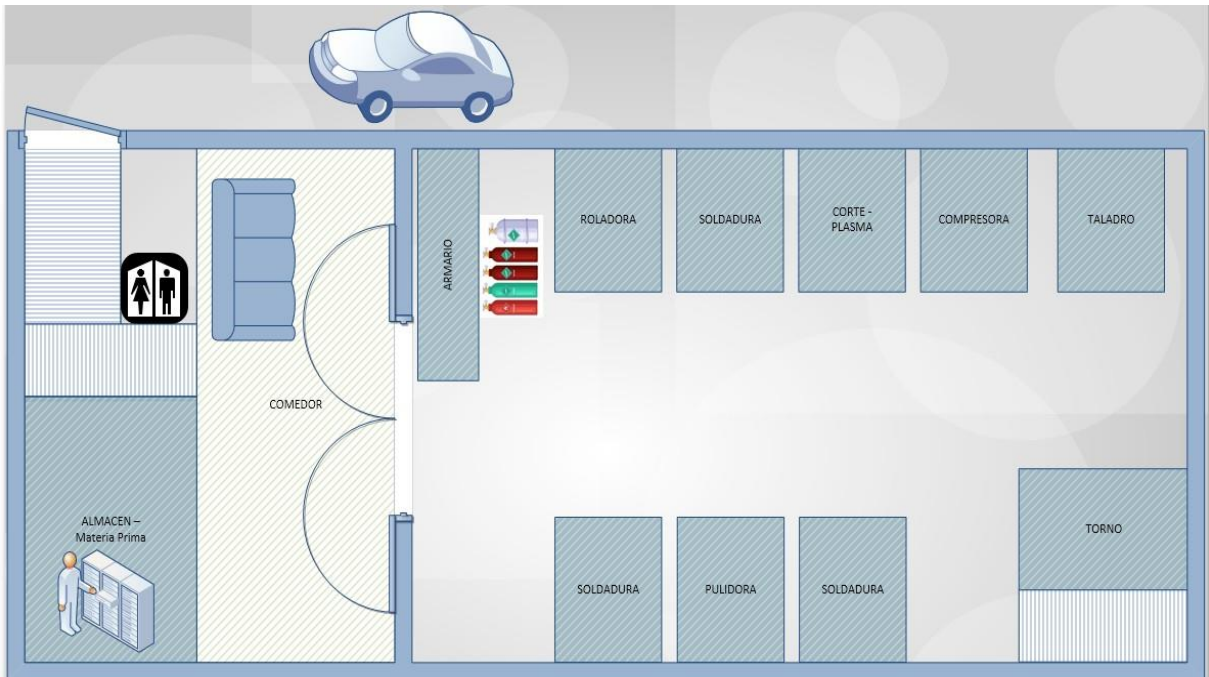 ROLADORA
SOLDADURA
CORTE -
PLASMA
COMPRESORA
TALADRO
ARMARIO
COMEDOR
ALMACEN –
Materia Prima
TORNO
SOLDADURA
PULIDORA
SOLDADURA